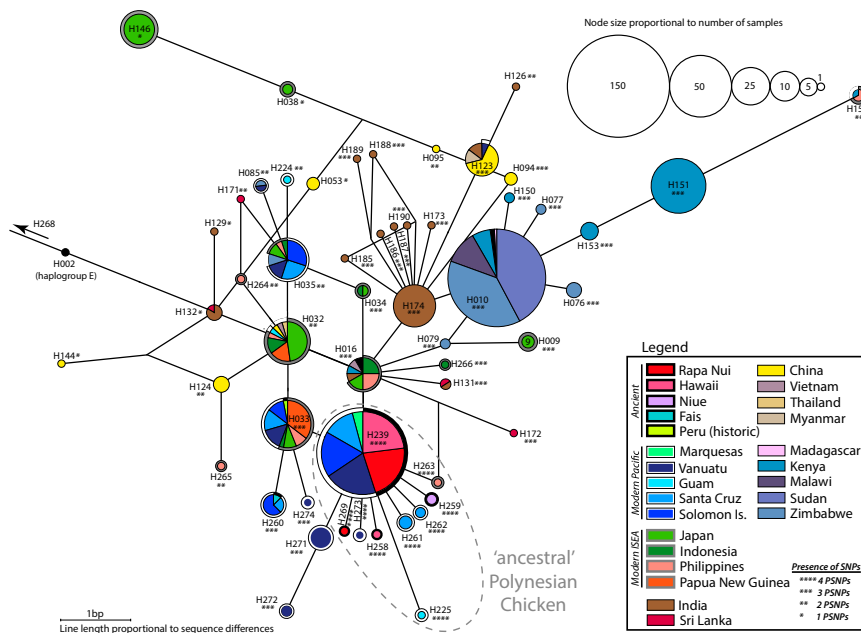 H146
*
Node size proportional to number of samples
150
50
25
10
5
1
H126 **
H038 *
H15
**
H189
***
H188 ***
H095
**
H123
***
H094 ***
H151
***
H085 **
H224 **
H053 *
H171 **
H150
***
H077
***
H190
***
H173
***
H186 ***
H187 ***
H153 ***
H268
H129 *
H002
(haplogroup E)
H264 **
H035 **
H185
***
H034
***
H174
***
H010
***
H076 ***
H132 *
H032
**
H016
***
H079
***
9
H009
***
H144 *
H124
**
H266 ***
H131 ***
H033
***
H239
****
H172
***
H265
**
H263
****
H260
***
H274
***
H269
****
H273
****
H259
****
H262
****
H261
****
H271
***
H258
****
H272
***
H225
****
'ancestral'
Polynesian
Chicken
1bp
Line length proportional to sequence differences
Legend
Ancient
Rapa Nui
Hawaii
Niue
Fais
Peru (historic)
Modern Pacific
Marquesas
Vanuatu
Guam
Santa Cruz
Solomon Is.
Modern ISEA
Japan
Indonesia
Philippines
Papua New Guinea
India
Sri Lanka
China
Vietnam
Thailand
Myanmar
Madagascar
Kenya
Malawi
Sudan
Zimbabwe
Presence of SNPs
**** 4 PSNPs
*** 3 PSNPs
** 2 PSNPs
* 1 PSNPs